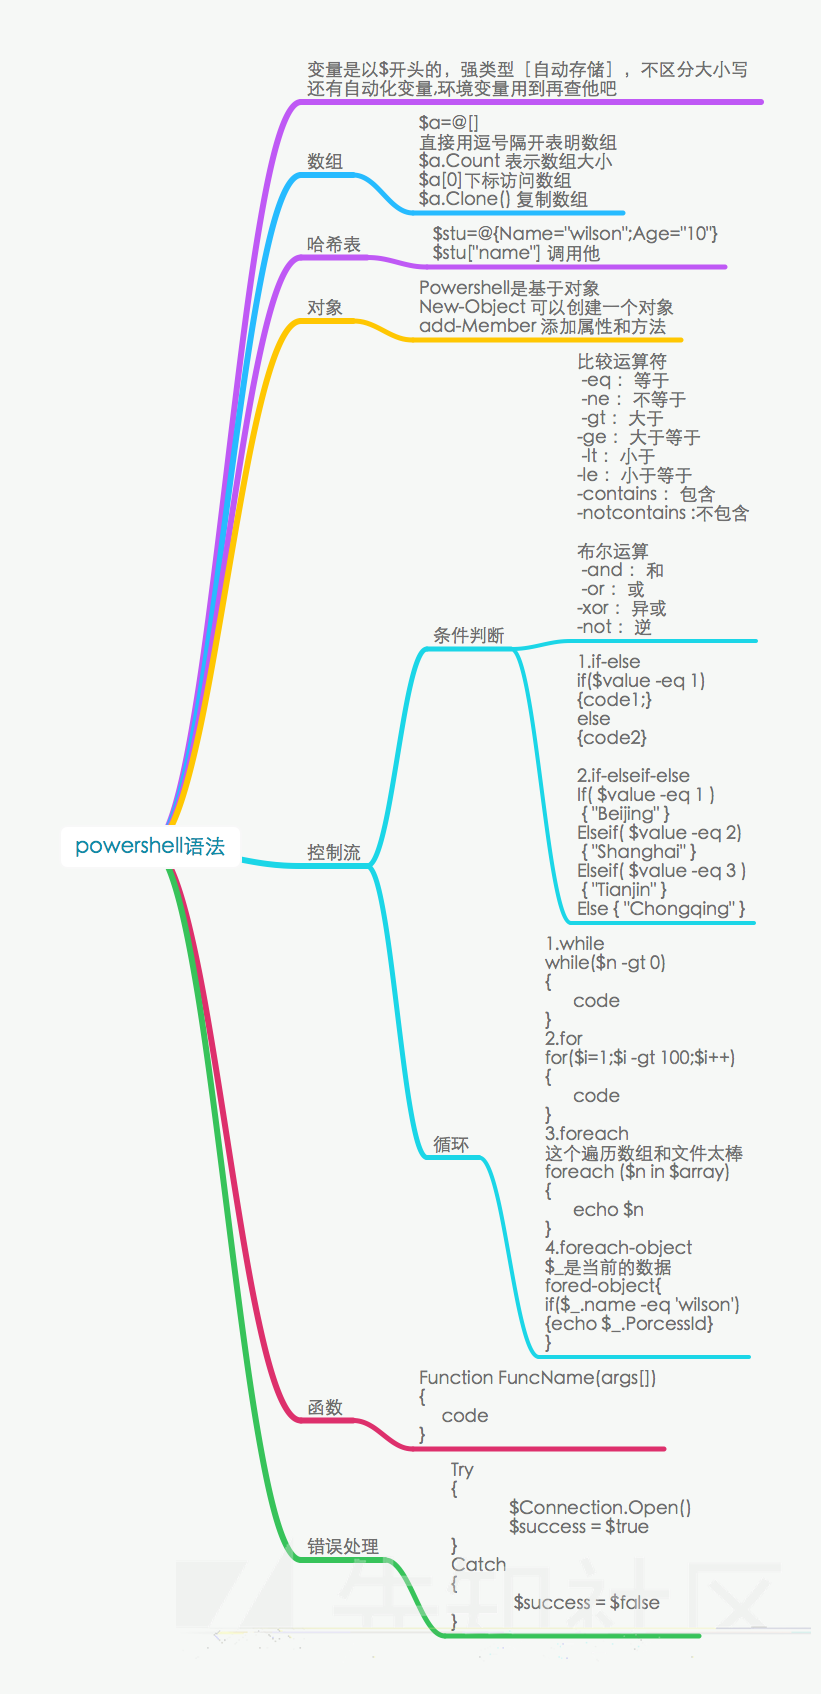 变量是以$开头的，强类型［自动存储］，不区分大小写
还有自动化变量,环境变量用到再查他吧
数组
$a=@[]
直接用逗号隔开表明数组
$a.Count 表示数组大小
$a[0]下标访问数组
$a.Clone() 复制数组
哈希表
$stu=@{Name="wilson";Age="10"}
$stu["name"] 调用他
对象
Powershell是基于对象
New-Object 可以创建一个对象
add-Member 添加属性和方法
powershell语法
控制流
条件判断
比较运算符
-eq： 等于
-ne： 不等于
-gt： 大于
-ge： 大于等于
-lt： 小于
-le： 小于等于
-contains： 包含
-notcontains :不包含
布尔运算
-and： 和
-or： 或
-xor： 异或
-not： 逆
1.if-else
if($value -eq 1)
{code1;}
else
{code2}
2.if-elseif-else
If( $value -eq 1 )
{ "Beijing" }
Elseif( $value -eq 2)
{ "Shanghai" }
Elseif( $value -eq 3 )
{ "Tianjin" }
Else { "Chongqing" }
循环
1.while
while($n -gt 0)
{
code
}
2.for
for($i=1;$i -gt 100;$i++)
{
code
}
3.foreach
这个遍历数组和文件太棒
foreach ($n in $array)
{
echo $n
}
4.foreach-object
$_是当前的数据
fored-object{
if($_.name -eq 'wilson')
{echo $_.PorcessId}
}
函数
Function FuncName(args[])
{
code
}
错误处理
Try
{
$Connection.Open()
$success = $true
}
Catch
{
$success = $false
}
先知社区